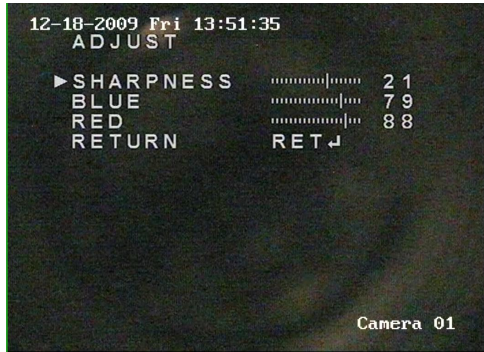 12-18-2009 Fri 13:51:35
ADJUST
SHARPNESS 21
BLUE 79
RED 88
RETURN RET
Camera 01